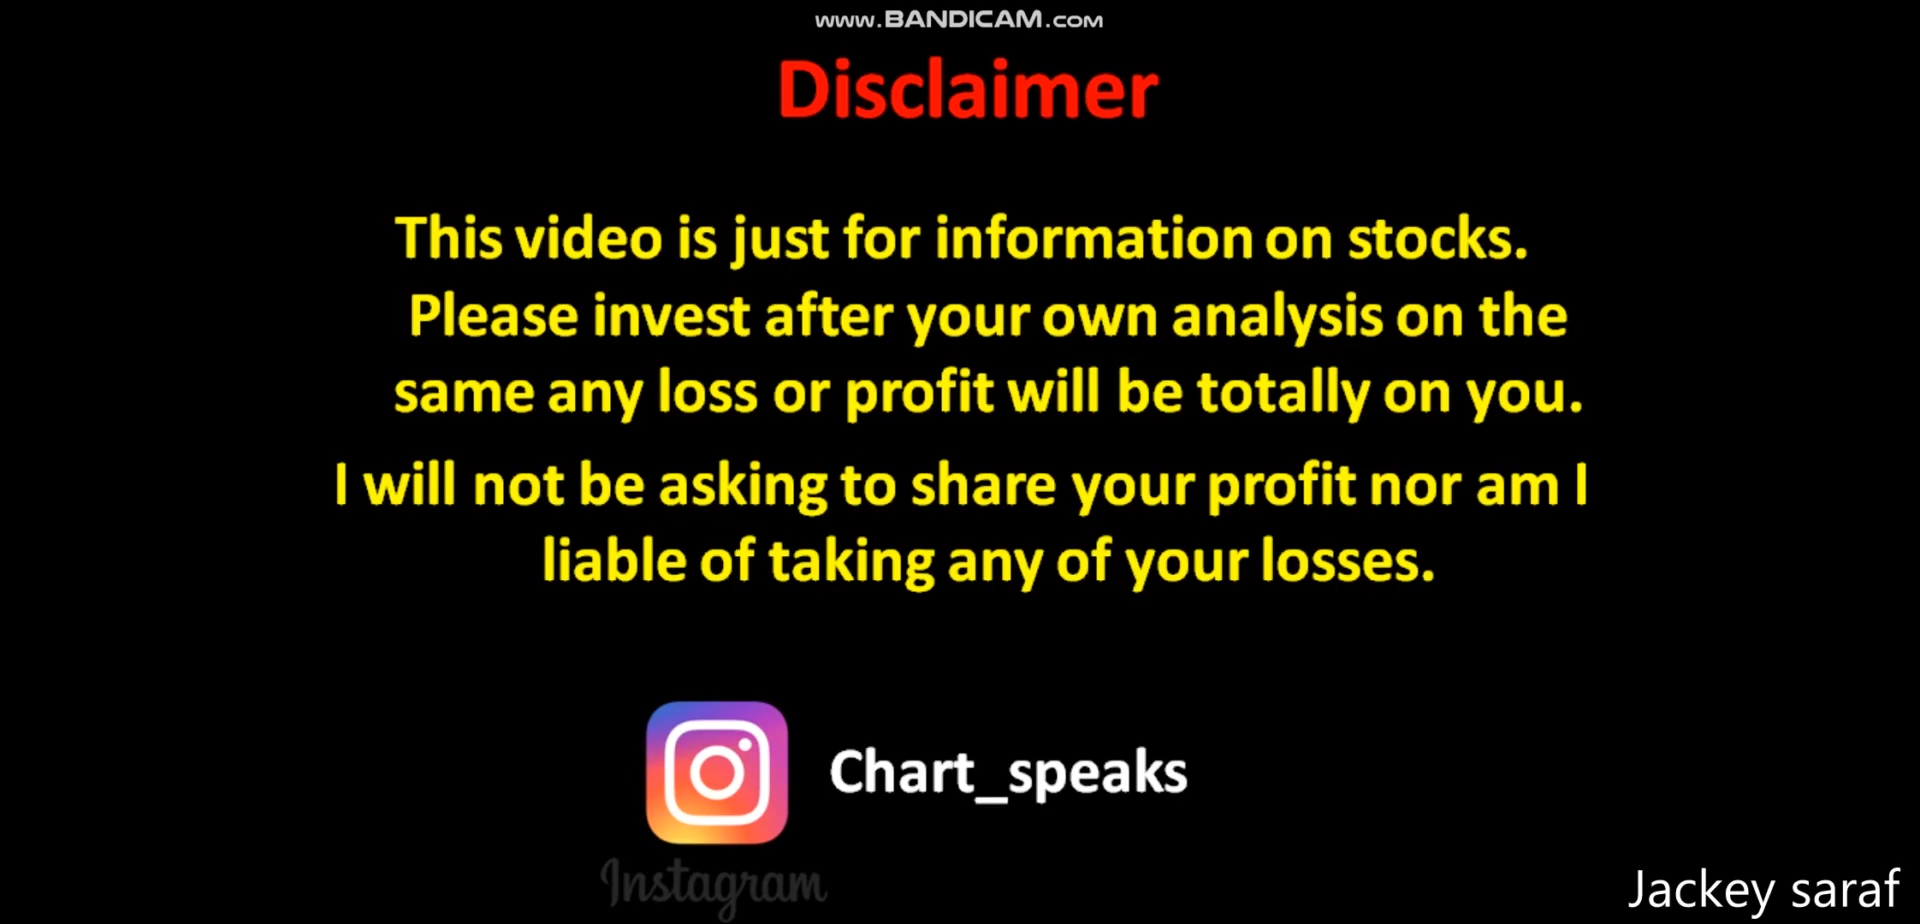 www.BANDICAM.com
Disclaimer
This video is just for information on stocks.
Please invest after your own analysis on the
same any loss or profit will be totally on you.
I will not be asking to share your profit nor am I
liable of taking any of your losses.
Chart_speaks
Instagram
Jackey saraf